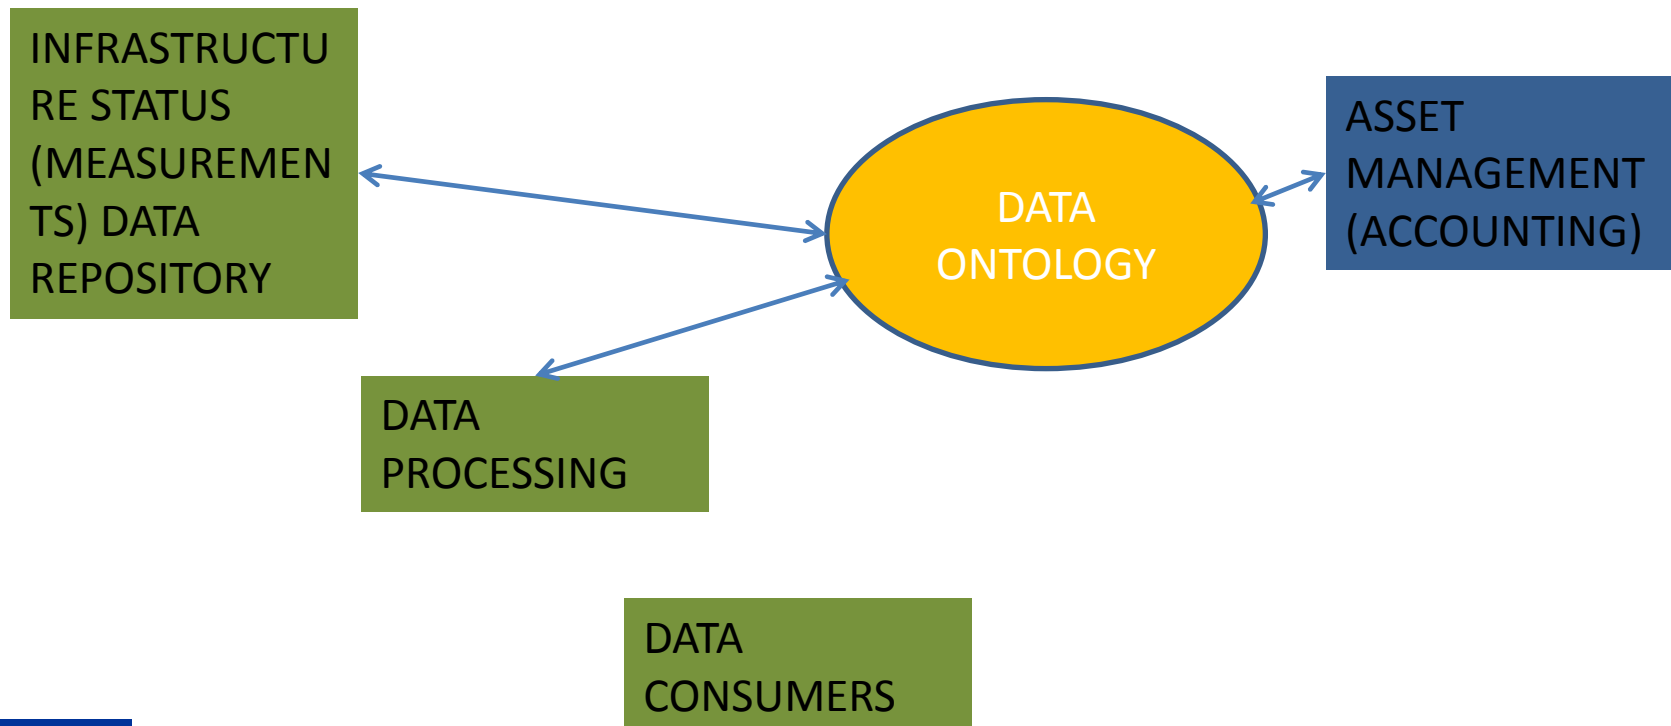 INFRASTRUCTU
RE STATUS
(MEASUREMEN
TS) DATA
REPOSITORY
DATA
ONTOLOGY
ASSET
MANAGEMENT
(ACCOUNTING)
DATA
PROCESSING
DATA
CONSUMERS